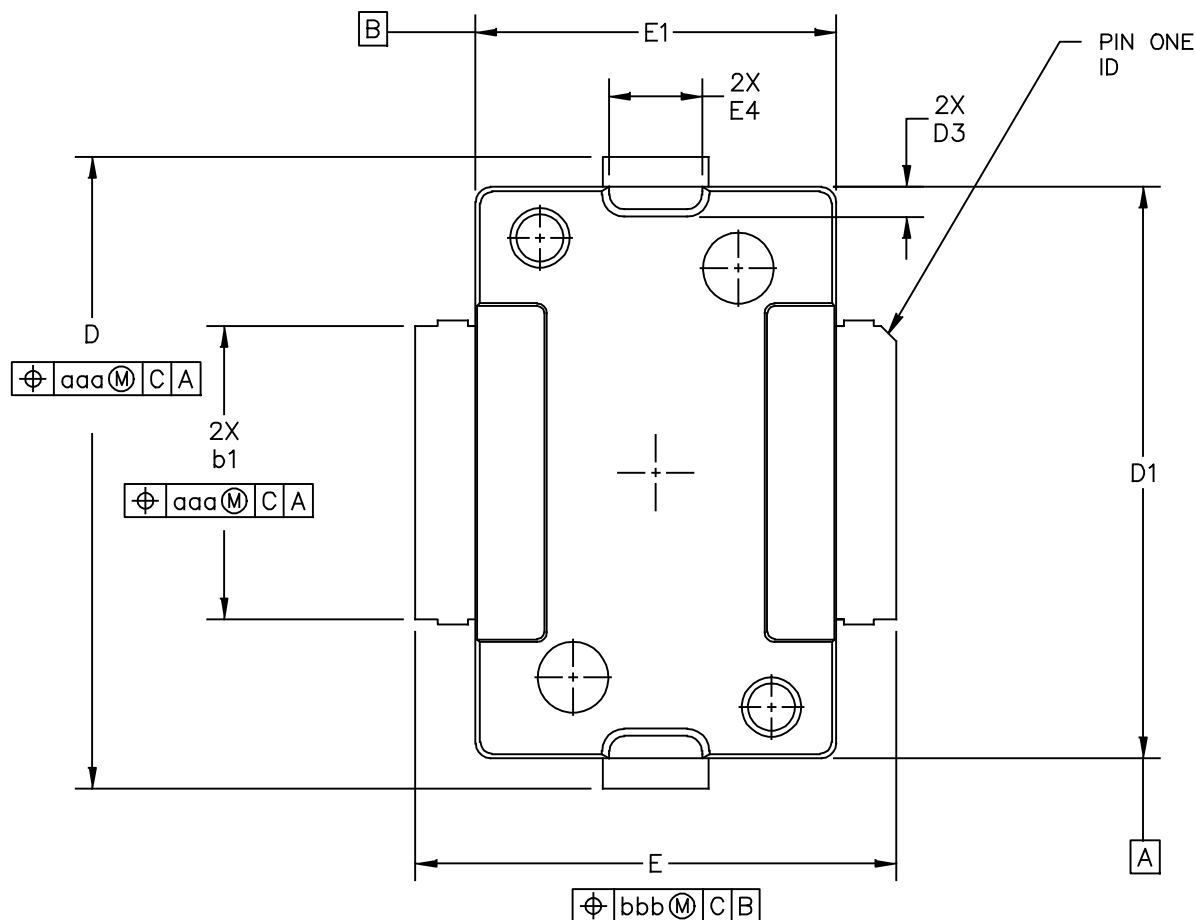 B
E1
PIN ONE
ID
2X
E4
2X
D3
D
⌖ aaa Ⓜ C A
2X
b1
⌖ aaa Ⓜ C A
D1
E
⌖ bbb Ⓜ C B
A